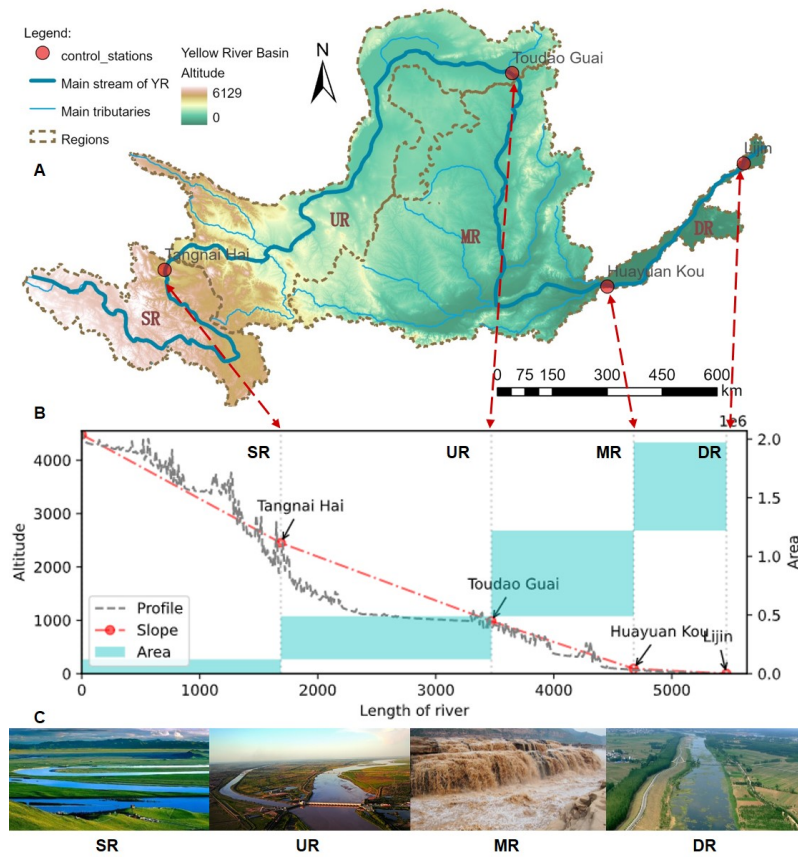 Legend:
control_stations
Main stream of YR
Main tributaries
Regions
Yellow River Basin
Altitude
6129
0
N
A
Toudao Guai
Lijin
UR
MR
DR
Tangnai Hai
Huayuan Kou
SR
0 75 150 300 450 600
km
B
1e6
SR UR MR DR
4000
3000
2000
1000
0
Altitude
2.0
1.5
1.0
0.5
0.0
Area
Tangnai Hai
Toudao Guai
Huayuan Kou
Lijin
Profile
Slope
Area
0 1000 2000 3000 4000 5000
Length of river
C
SR UR MR DR